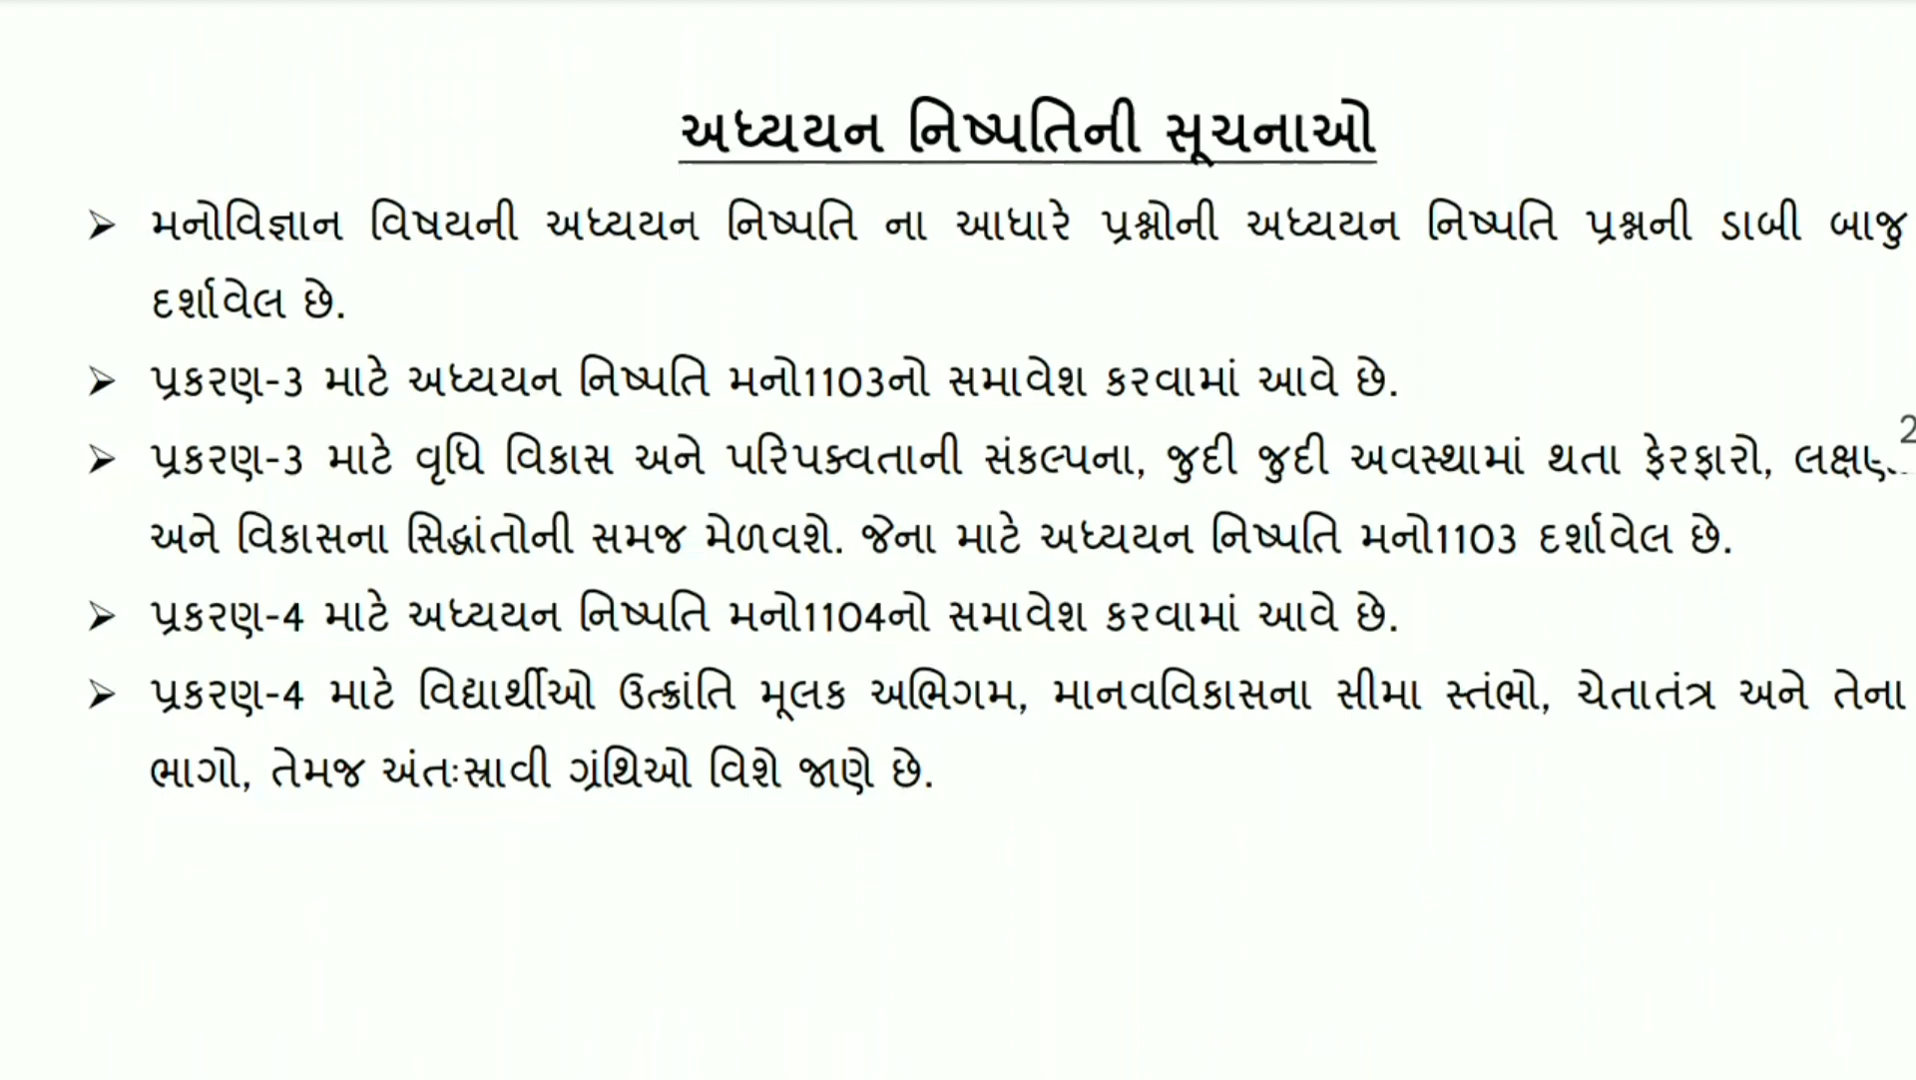 અધ્યયન નિષ્પતિની સૂચનાઓ
➢ મનોવિજ્ઞાન વિષયની અધ્યયન નિષ્પતિ ના આધારે પ્રશ્નોની અધ્યયન નિષ્પતિ પ્રશ્નની ડાબી બાજુ
દર્શાવેલ છે.
➢ પ્રકરણ-3 માટે અધ્યયન નિષ્પતિ મનો1103નો સમાવેશ કરવામાં આવે છે.
➢ પ્રકરણ-3 માટે વૃધિ વિકાસ અને પરિપક્વતાની સંકલ્પના, જુદી જુદી અવસ્થામાં થતા ફેરફારો,
અને વિકાસના સિદ્ધાંતોની સમજ મેળવશે. જેના માટે અધ્યયન નિષ્પતિ મનો1103 દર્શાવેલ છે.
➢ પ્રકરણ-4 માટે અધ્યયન નિષ્પતિ મનો1104નો સમાવેશ કરવામાં આવે છે.
➢ પ્રકરણ-4 માટે વિદ્યાર્થીઓ ઉત્ક્રાંતિ મૂલક અભિગમ, માનવવિકાસના સીમા સ્તંભો, ચેતાતંત્ર અને તેના
ભાગો, તેમજ અંતઃસ્રાવી ગ્રંથિઓ વિશે જાણે છે.